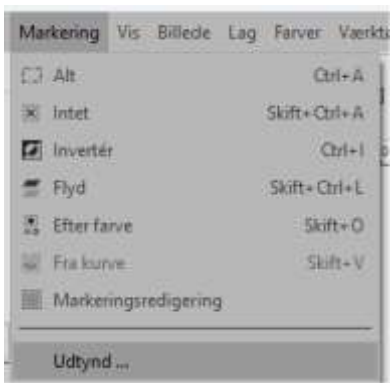 Markering Vis Billede Lag Farver Værkt
Alt Ctrl+A
Intet Skift+Ctrl+A
Invertér Ctrl+I
Flyd Skift+Ctrl+L
Efter farve Skift+O
Fra kurve Skift+V
Markeringsredigering
Udtynd ...